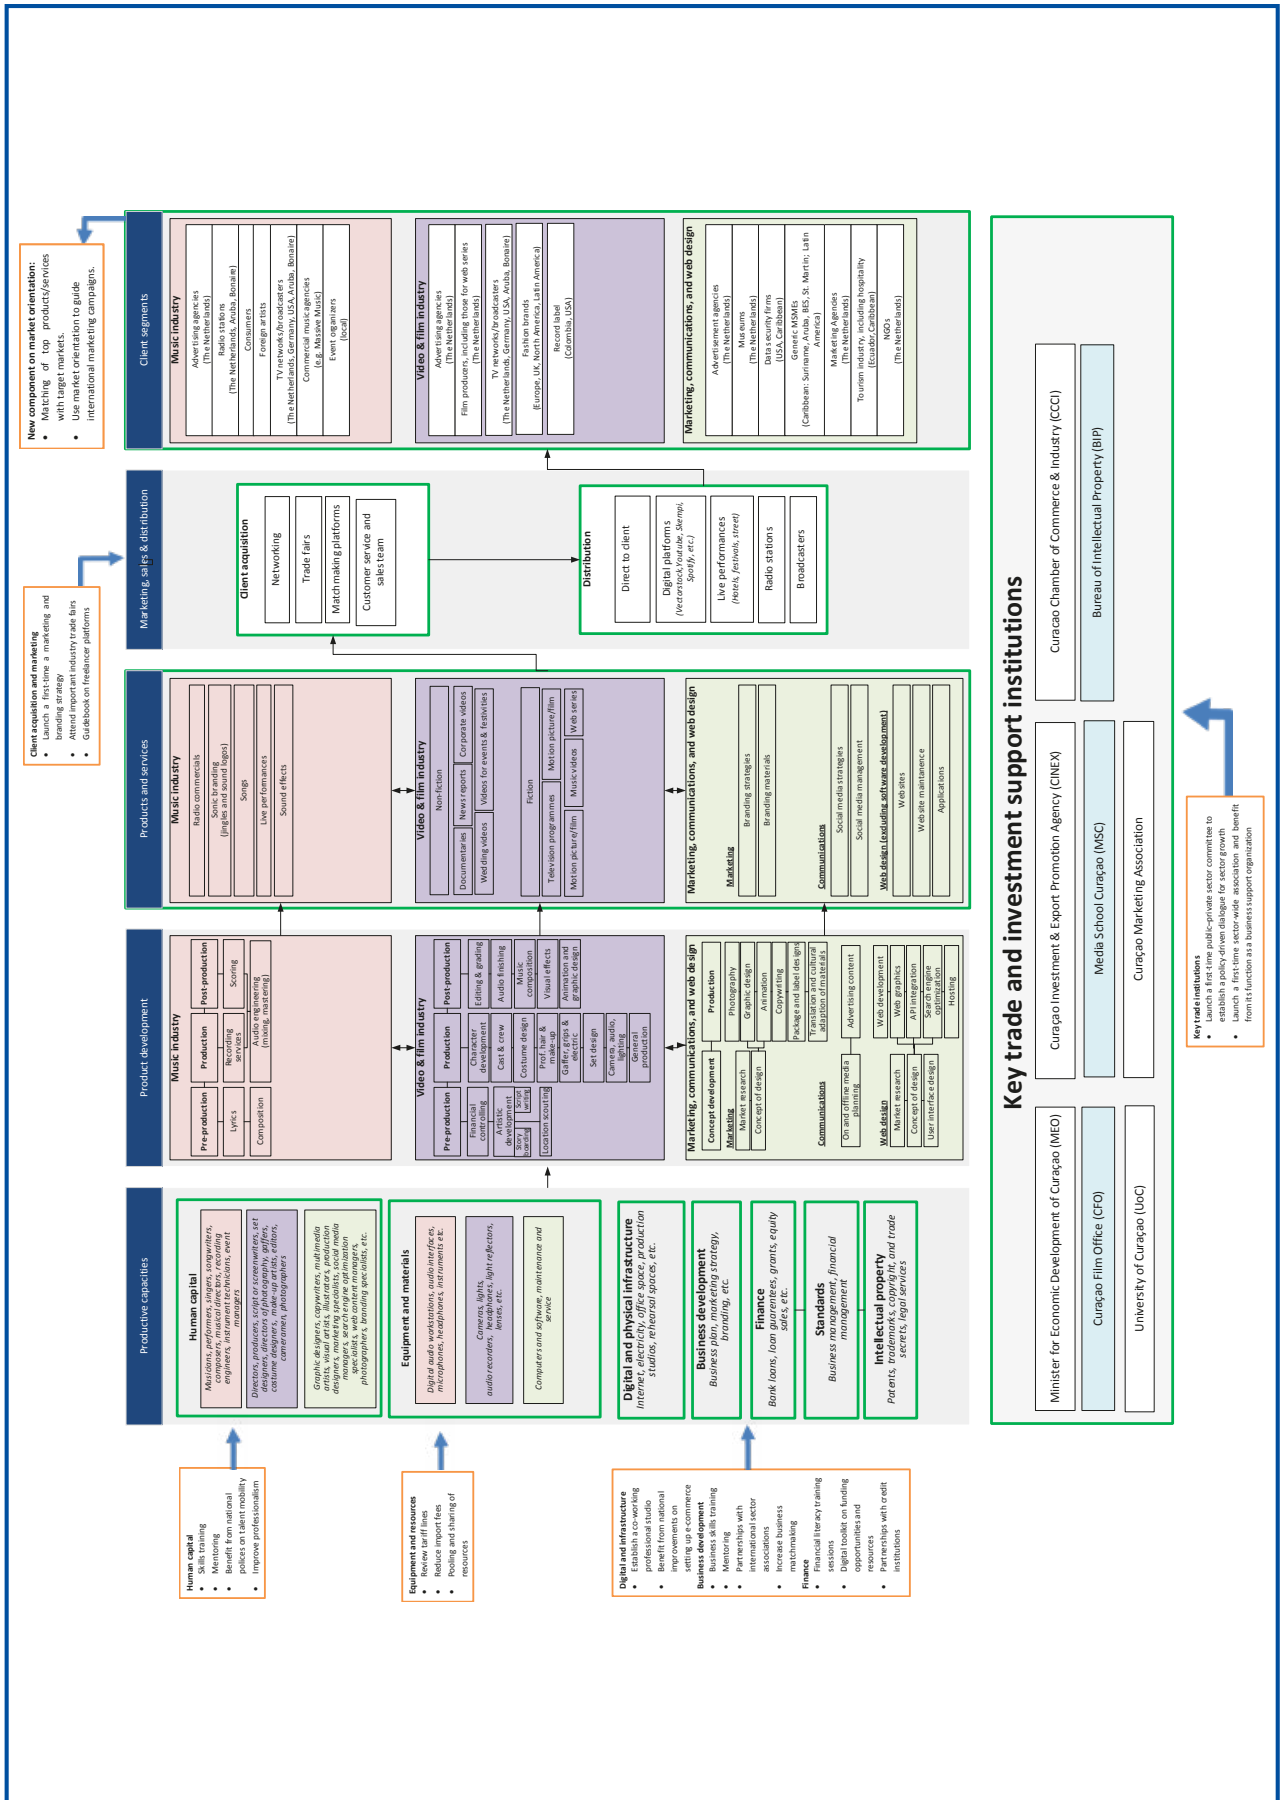 Human capital
• Skills training
• Mentoring
• Benefit from national
polices on talent mobility
• Improve professionalism
Equipment and resources
• Review tariff lines
• Reduce import fees
• Pooling and sharing of
resources
Digital and infrastructure
• Establish a co-working
professional studio
• Benefit from national
improvements on
setting up e-commerce
Business development
• Business skills training
• Mentoring
• Partnerships with
international sector
associations
• Increase business
matchmaking
Finance
• Financial literacy training
sessions
• Digital toolkit on funding
opportunities and
resources
• Partnerships with credit
institutions
Productive capacities
Human capital
Musicians, performers, singers, songwriters,
composers, musical directors, recording
engineers, instrument technicians, event
managers
Directors, producers, script or screenwriters, set
designers, directors of photography, gaffers,
costume designers, make-up artists, editors,
cameramen, photographers
Graphic designers, copywriters, multimedia
artists, visual artists, illustrators, production
designers, marketing specialists, social media
managers, search engine optimization
specialists, web content managers,
photographers, branding specialists, etc.
Equipment and materials
Digital audio workstations, audio interfaces,
microphones, headphones, instruments etc.
Cameras, lights,
audio recorders, headphones, light reflectors,
lenses, etc.
Computers and software, maintenance and
service
Digital and physical infrastructure
Internet, electricity, office space, production
studios, rehearsal spaces, etc.
Business development
Business plan, marketing strategy,
branding, etc.
Finance
Bank loans, loan guarentees, grants, equity
sales, etc.
Standards
Business management, financial
management
Intellectual property
Patents, trademarks, copyright, and trade
secrets, legal services
Product development
Music industry
Pre-production
Production
Post-production
Lyrics
Recording
services
Scoring
Composition
Audio engineering
(mixing, mastering)
Video & film industry
Pre-production
Production
Post-production
Financial
controlling
Character
development
Editing & grading
Artistic
development
Cast & crew
Audio finishing
Story
boarding
Script
writing
Costume design
Music
composition
Location scouting
Prof. hair &
make-up
Visual effects
Gaffer, grips &
electric
Animation and
graphic design
Set design
Camera, audio,
lighting
General
production
Marketing, communications, and web design
Concept development
Production
Marketing
Photography
Market research
Graphic design
Concept of design
Animation
Copywriting
Package and label designs
Translation and cultural
adaption of materials
Communications
On and offline media
planning
Advertising content
Web design
Web development
Market research
Web graphics
Concept of design
API integration
User interface design
Search engine
optimization
Hosting
Products and services
Music industry
Radio commercials
Sonic branding
(jingles and sound logos)
Songs
Live performances
Sound effects
Video & film industry
Non-fiction
Documentaries
News reports
Corporate videos
Wedding videos
Videos for events & festivities
Fiction
Television programmes
Motion picture/film
Motion picture/film
Music videos
Web series
Marketing, communications, and web design
Marketing
Branding strategies
Branding materials
Communications
Social media strategies
Social media management
Web design (excluding software development)
Websites
Website maintanence
Applications
Client acquisition and marketing
• Launch a first-time a marketing and
branding strategy
• Attend important industry trade fairs
• Guidebook on freelancer platforms
Marketing, sales & distribution
Client acquisition
Networking
Trade fairs
Matchmaking platforms
Customer service and
sales team
Distribution
Direct to client
Digital platforms
(Vectorstock,Youtube, Skempi,
Spotify, etc.)
Live performances
(Hotels, festivals, street)
Radio stations
Broadcasters
New component on market orientation:
• Matching of top products/services
with target markets.
• Use market orientation to guide
international marketing campaigns.
Client segments
Music industry
Advertising agencies
(The Netherlands)
Radio stations
(The Netherlands, Aruba, Bonaire)
Consumers
Foreign artists
TV networks/broadcasters
(The Netherlands, Germany, USA, Aruba, Bonaire)
Commercial music agencies
(e.g. Massive Music)
Event organizers
(local)
Video & film industry
Advertising agencies
(The Netherlands)
Film producers, including those for web series
(The Netherlands)
TV networks/broadcasters
(The Netherlands, Germany, USA, Aruba, Bonaire)
Fashion brands
(Europe, UK, North America, Latin America)
Record label
(Colombia, USA)
Marketing, communications, and web design
Advertisement agencies
(The Netherlands)
Museums
(The Netherlands)
Data security firms
(USA, Caribbean)
Generic MSMEs
(Caribbean: Suriname, Aruba, BES, St. Martin; Latin
America)
Marketing Agencies
(The Netherlands)
Tourism industry, including hospitality
(Ecuador, Caribbean)
NGOs
(The Netherlands)
Key trade and investment support institutions
Minister for Economic Development of Curaçao (MEO)
Curaçao Investment & Export Promotion Agency (CINEX)
Curacao Chamber of Commerce & Industry (CCCI)
Curaçao Film Office (CFO)
Media School Curaçao (MSC)
Bureau of Intellectual Property (BIP)
University of Curaçao (UoC)
Curaçao Marketing Association
Key trade institutions
• Launch a first-time public–private sector committee to
establish a policy-driven dialogue for sector growth
• Launch a first-time sector-wide association and benefit
from its function as a business support organization